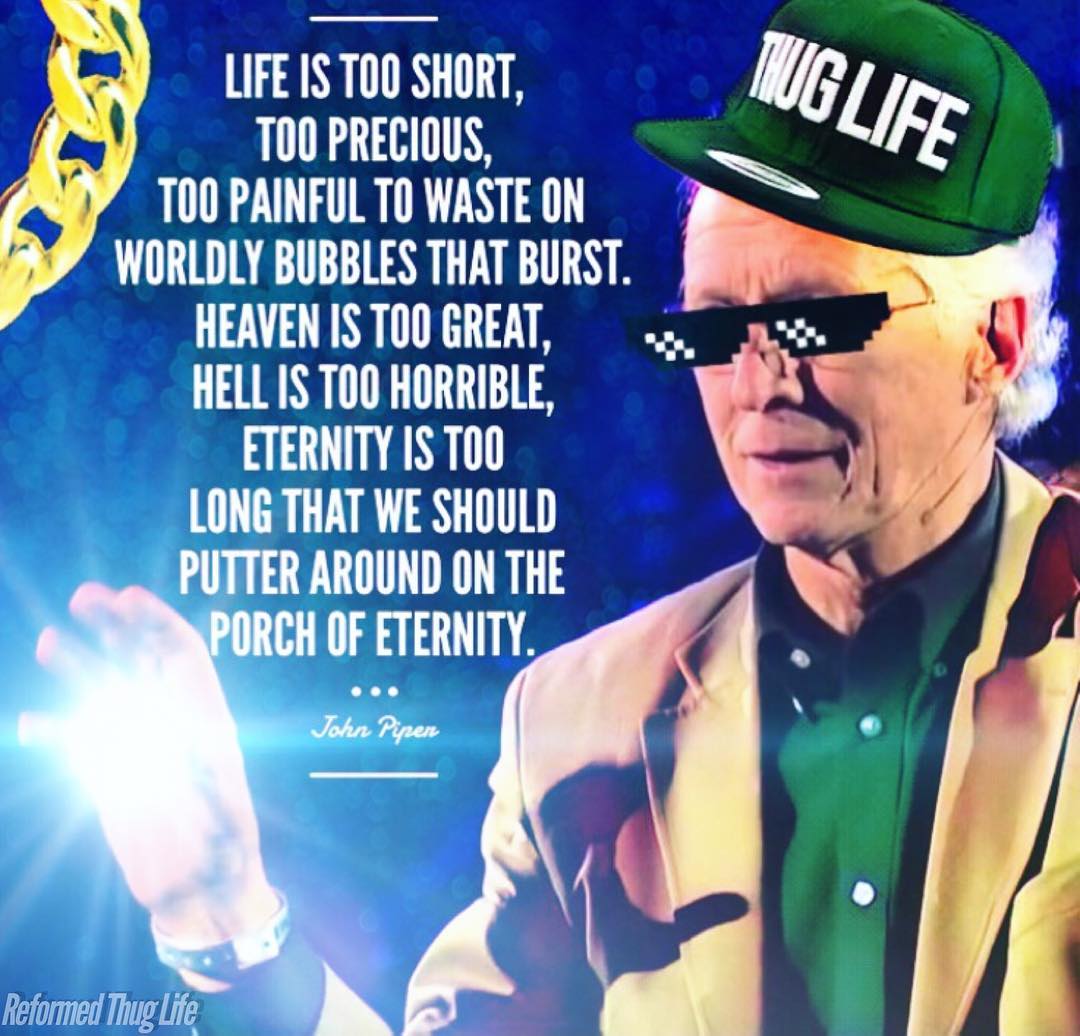 LIFE IS TOO SHORT,
TOO PRECIOUS,
TOO PAINFUL TO WASTE ON
WORLDLY BUBBLES THAT BURST.
HEAVEN IS TOO GREAT,
HELL IS TOO HORRIBLE,
ETERNITY IS TOO
LONG THAT WE SHOULD
PUTTER AROUND ON THE
PORCH OF ETERNITY.
...
John Piper
THUG LIFE
Reformed Thug Life